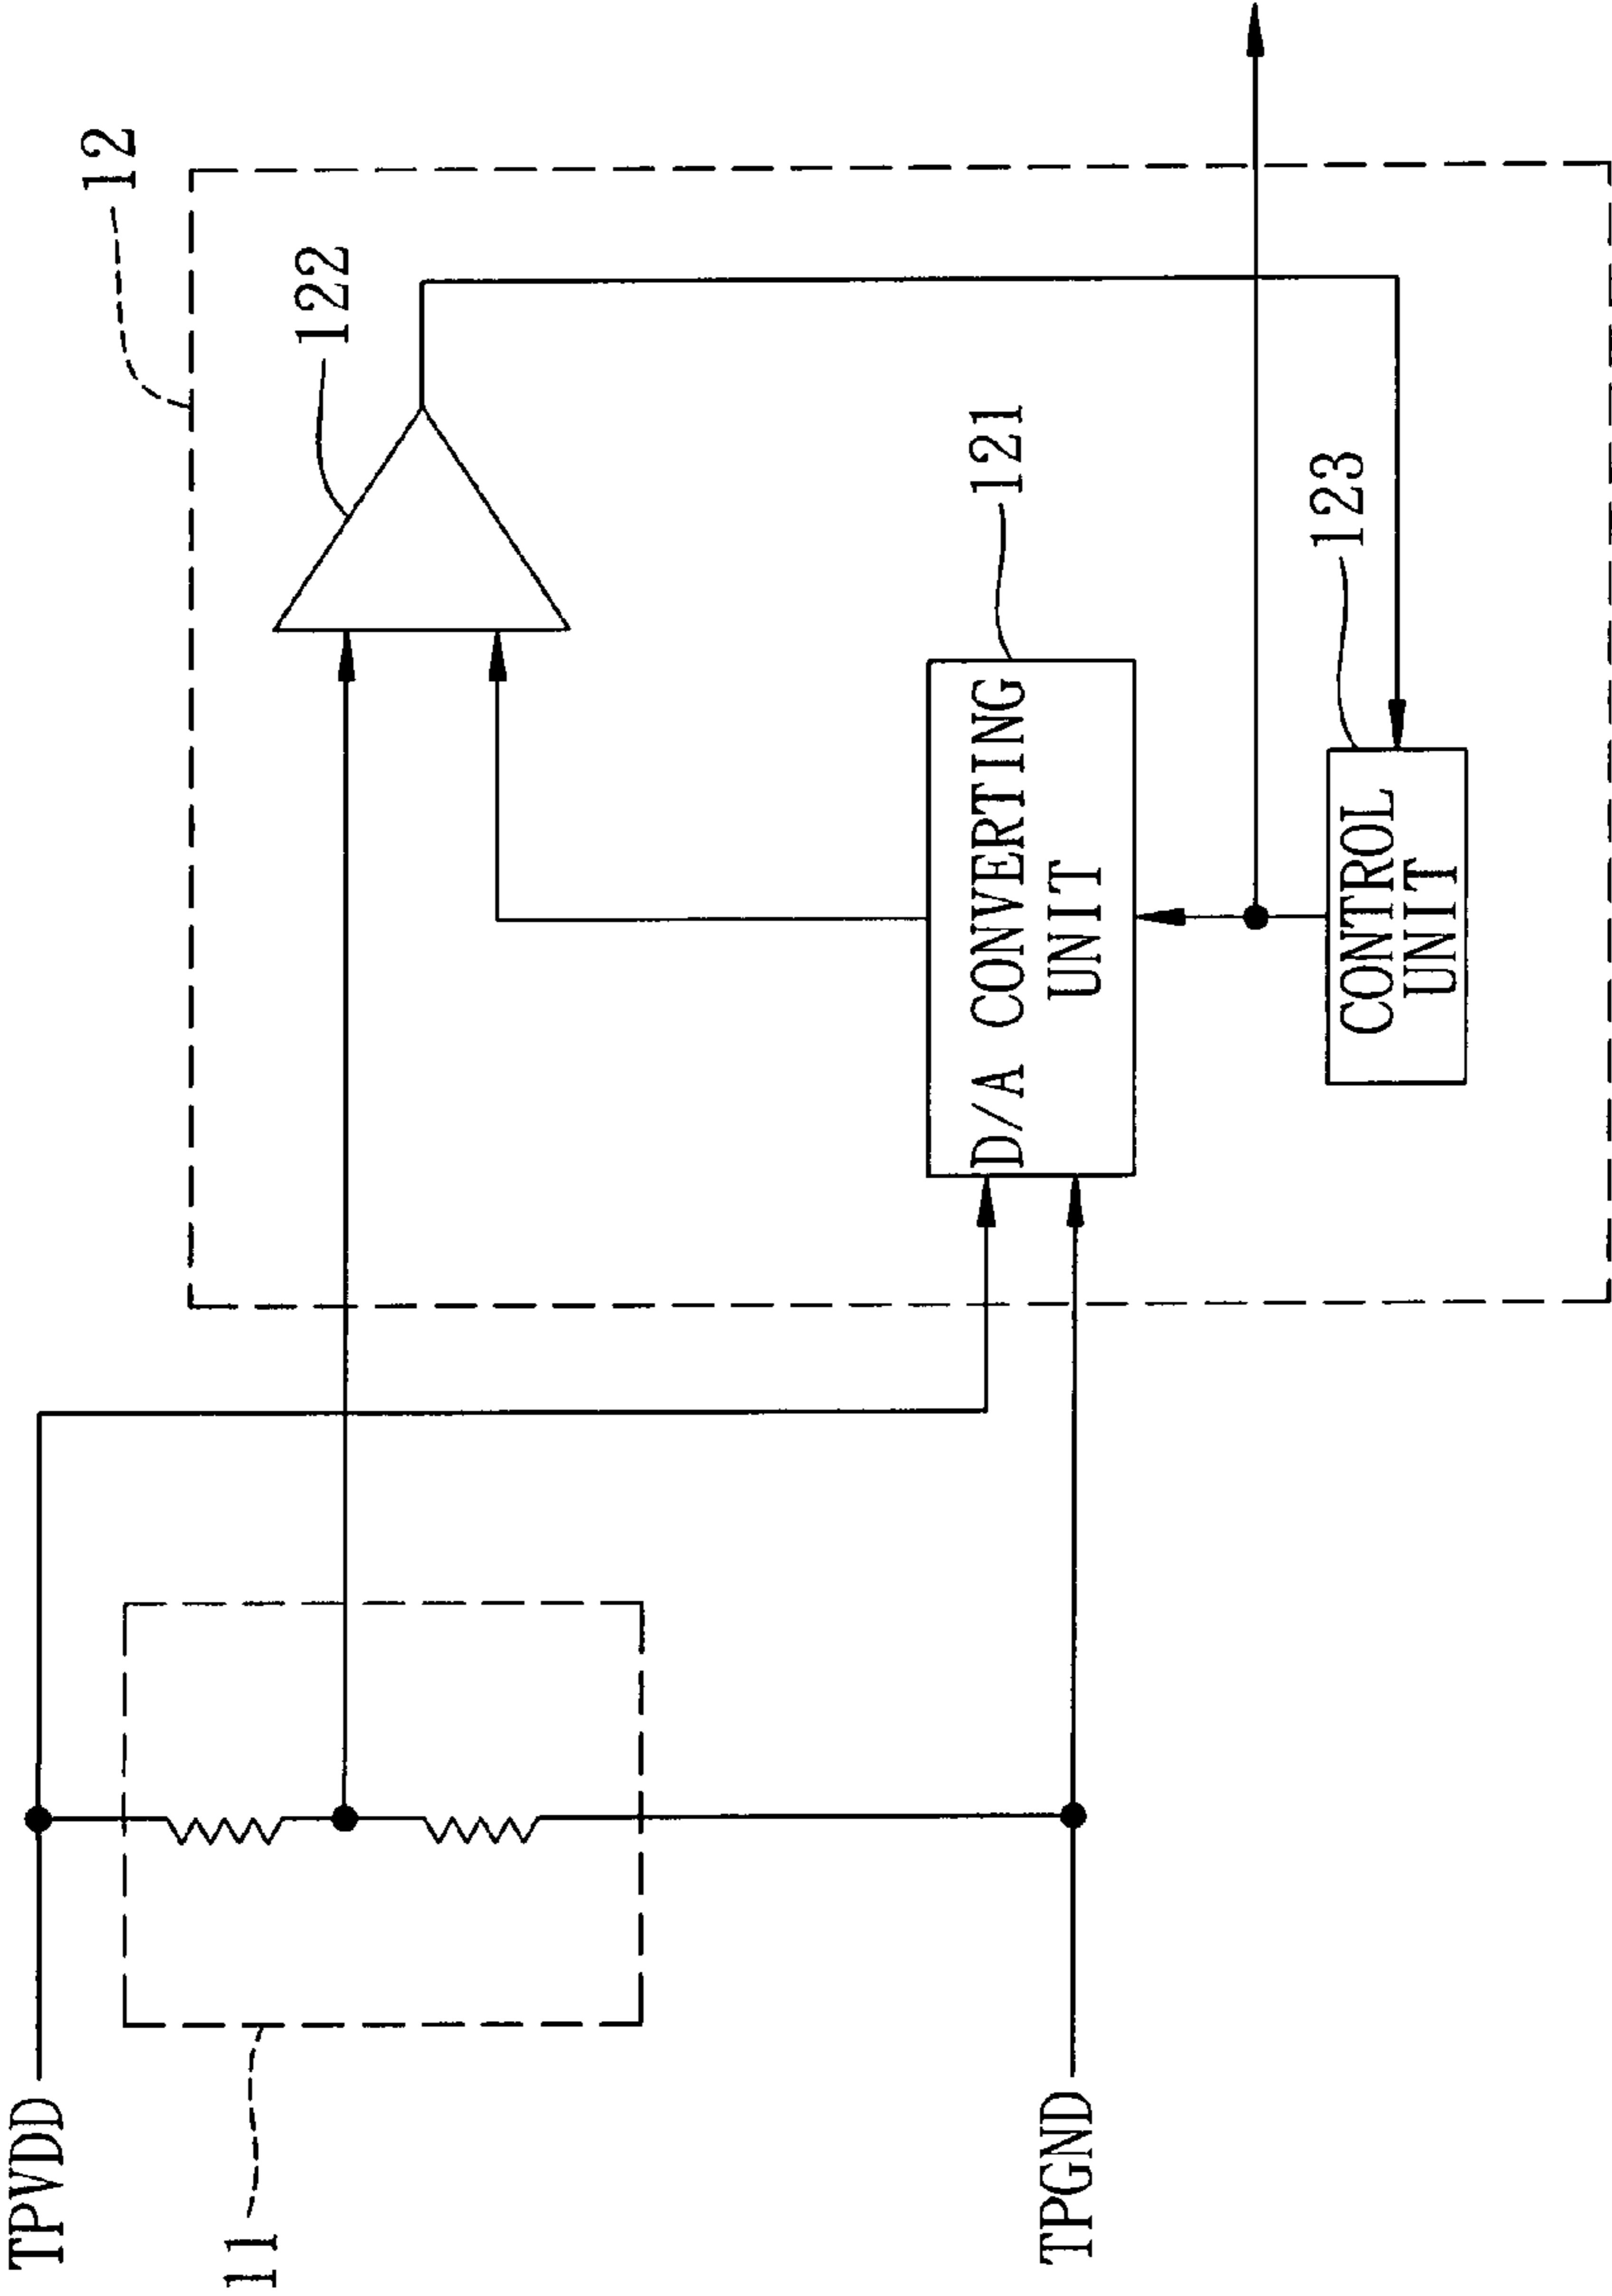 12
122
121
D/A CONVERTING
UNIT
123
CONTROL
UNIT
TPVDD
11
TPGND